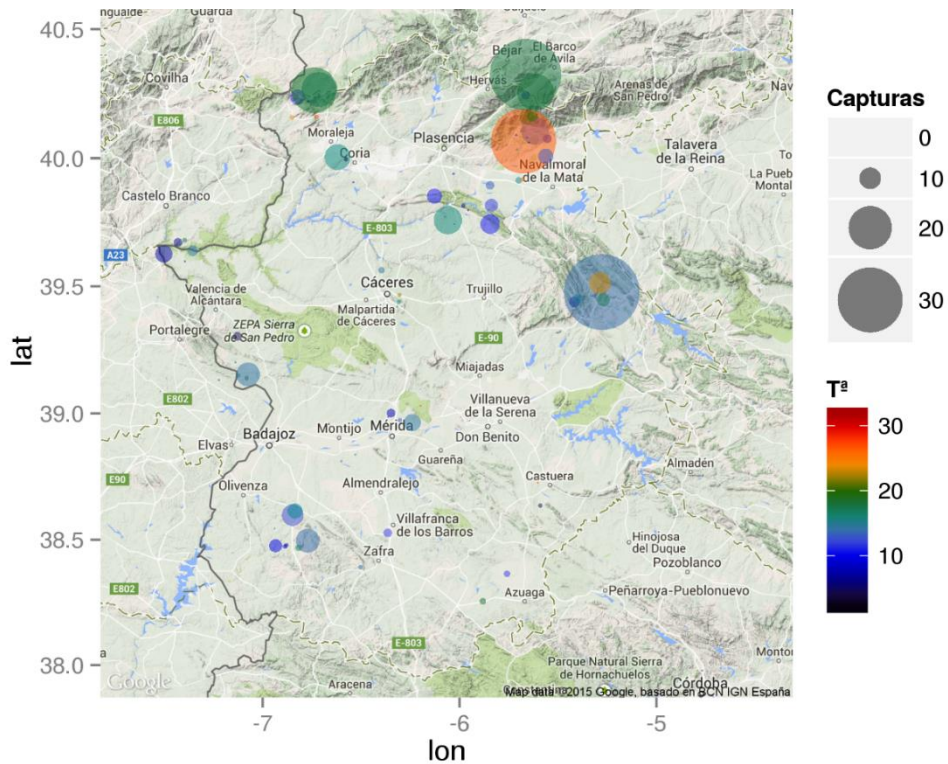 Guarda
Covilha
Béjar
El Barco
de Avila
Hervás
Arenas de
San Pedro
E806
Moraleja
Coria
Plasencia
Talavera
de la Reina
Navalmoral
de la Mata
La Puebl
Montal
Castelo Branco
E-803
A23
Valencia de
Alcántara
Cáceres
Trujillo
Malpartida
de Cáceres
Portalegre
ZEPA Sierra
de San Pedro
E-90
Miajadas
E802
Villanueva
de la Serena
Elvas
Badajoz
Montijo
Mérida
Don Benito
Guareña
E90
Olivenza
Almendralejo
Castuera
Almadén
Villafranca
de los Barros
Zafra
Hinojosa
del Duque
Pozoblanco
E802
Azuaga
Peñarroya-Pueblonuevo
E-803
Parque Natural Sierra
de Hornachuelos
Aracena
Córdoba
Google
Map data ©2015 Google, basado en BCN IGN España
40.5
40.0
39.5
39.0
38.5
38.0
lat
-7
-6
-5
lon
Capturas
0
10
20
30
Tª
30
20
10